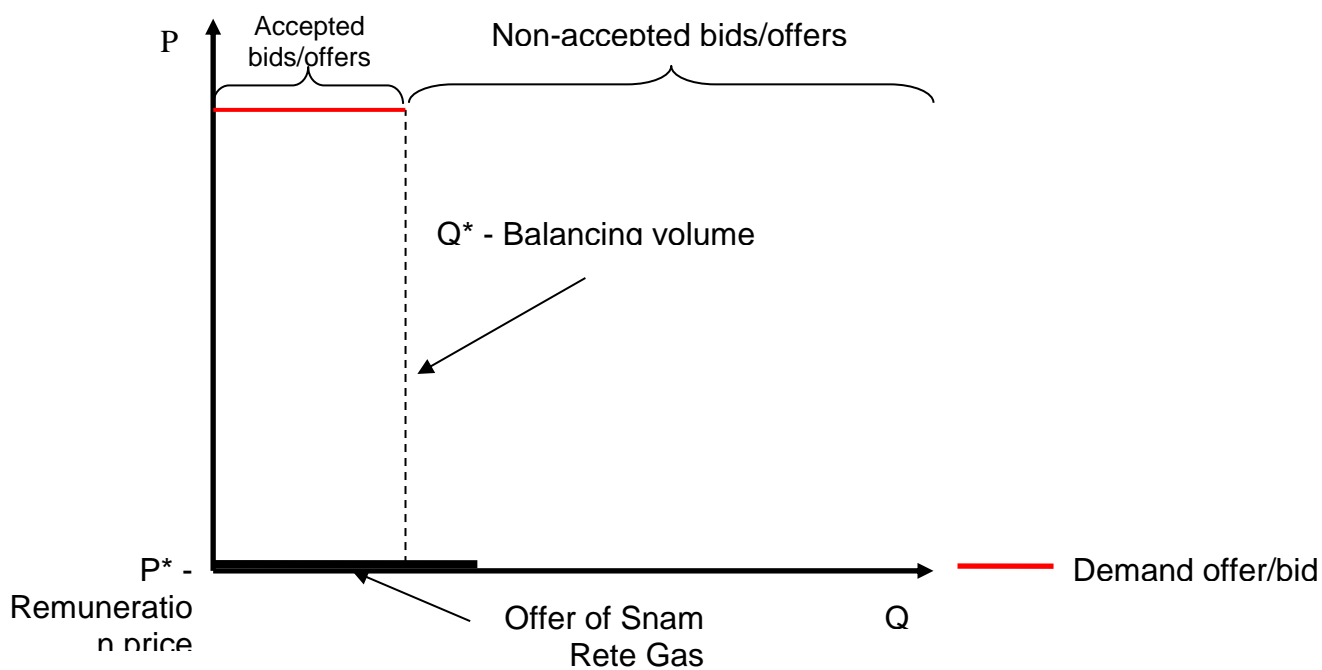 P
Accepted
bids/offers
Non-accepted bids/offers
Q* - Balancing volume
P* -
Remuneratio
n price
Offer of Snam
Rete Gas
Q
Demand offer/bid